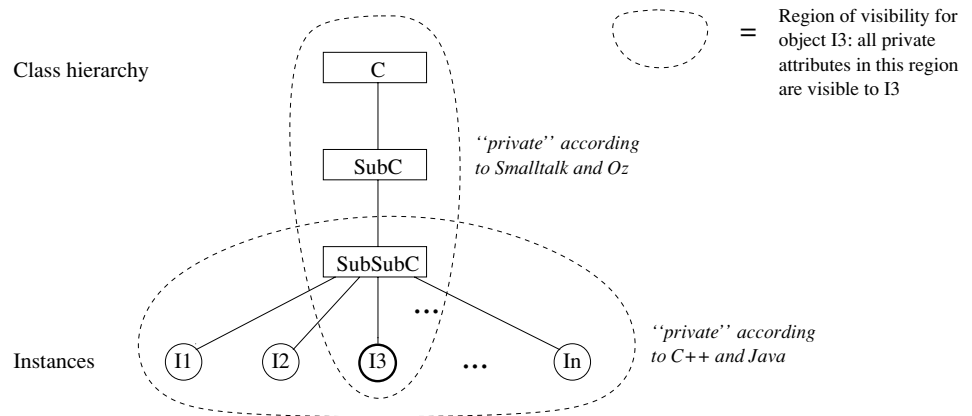 Class hierarchy
C
Region of visibility for
object I3: all private
attributes in this region
are visible to I3
=
‘‘private’’ according
to Smalltalk and Oz
SubC
SubSubC
...
‘‘private’’ according
to C++ and Java
Instances
I1
I2
I3
...
In